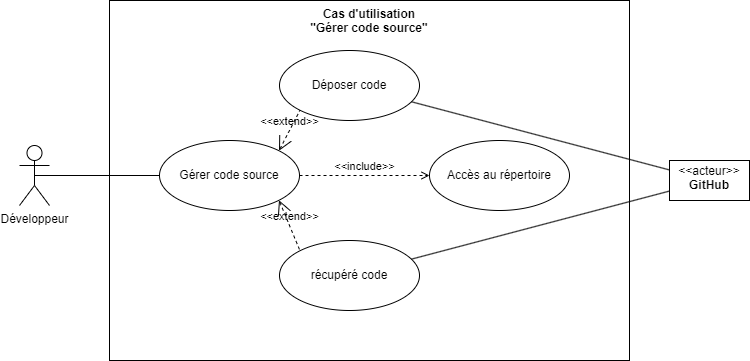 Cas d'utilisation
"Gérer code source"
Déposer code
<<extend>>
Gérer code source
<<include>>
Accès au répertoire
<<acteur>>
GitHub
Développeur
<<extend>>
récupéré code